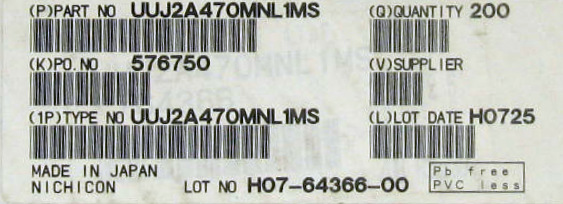 (P)PART NO UUJ2A470MNL1MS (Q)QUANTITY 200
(K)PO.NO 576750 (V)SUPPLIER
(1P)TYPE NO UUJ2A470MNL1MS (L)LOT DATE H0725
MADE IN JAPAN
NICHICON LOT NO H07-64366-00
Pb free
PVC less